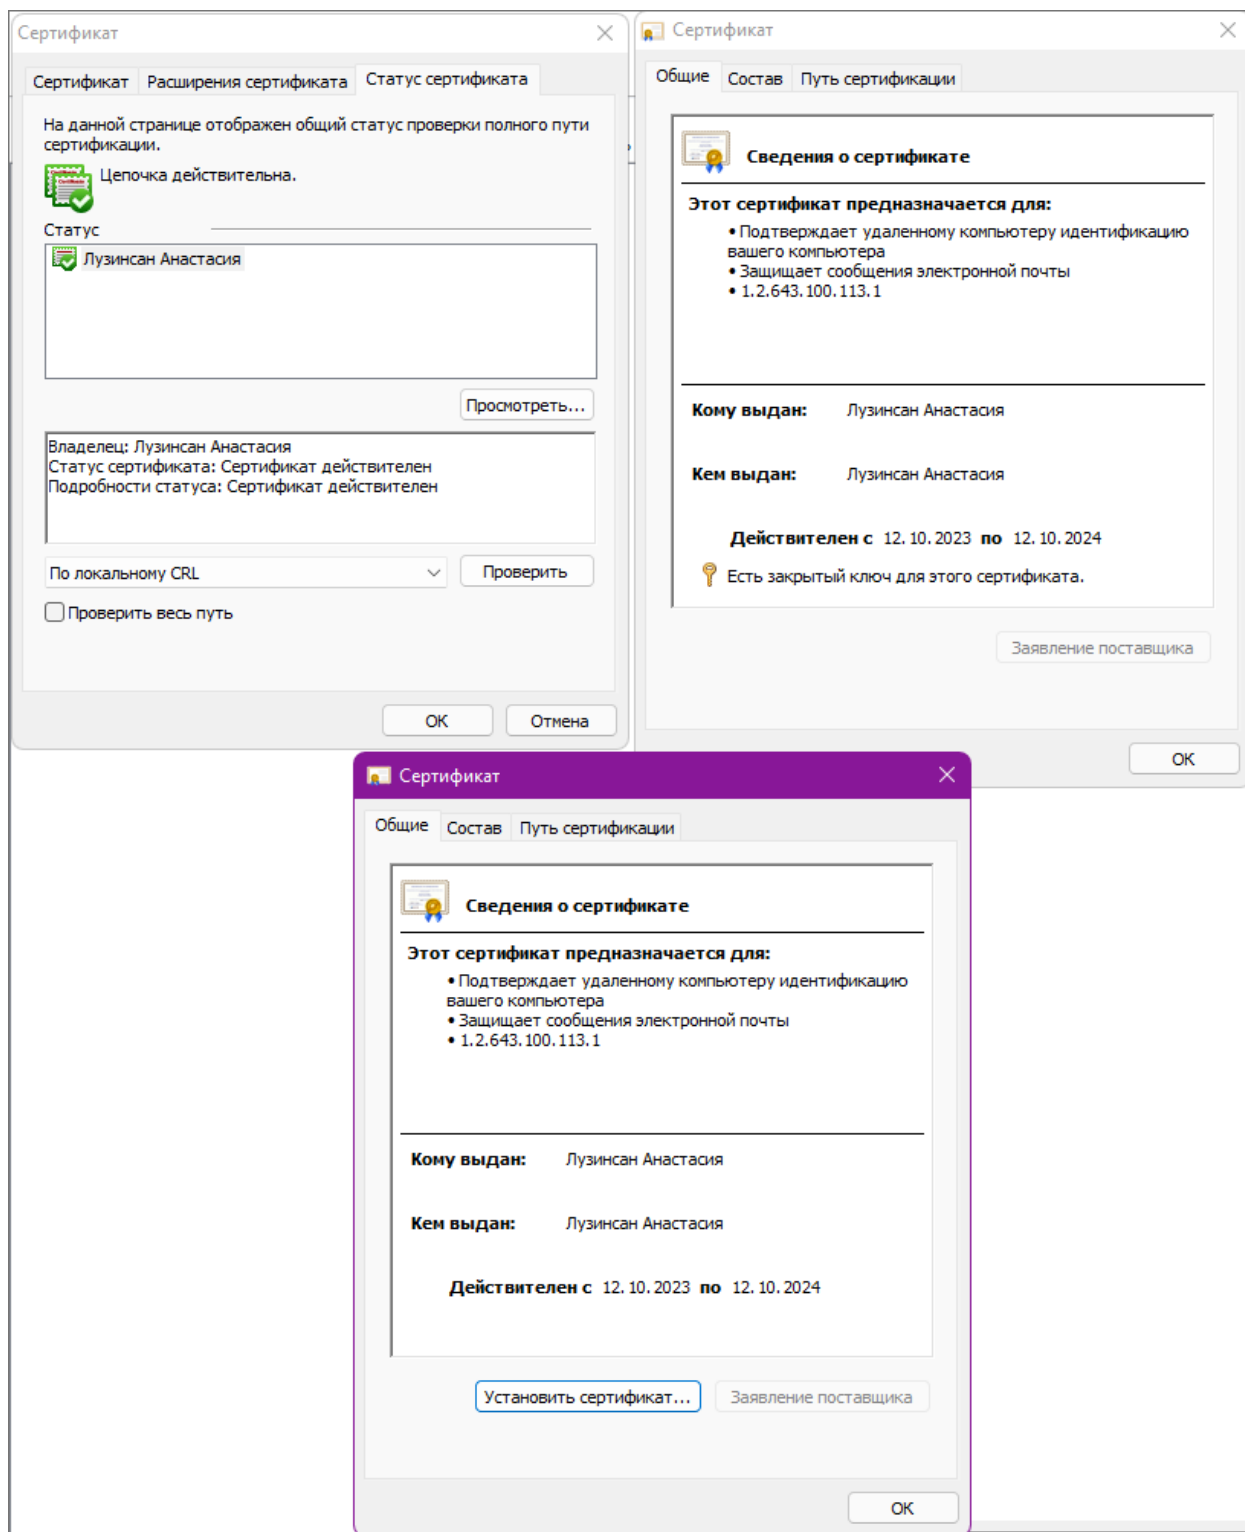 Сертификат
Сертификат Расширения сертификата Статус сертификата
На данной странице отображен общий статус проверки полного пути
сертификации.
Цепочка действительна.
Статус
Лузинсан Анастасия
Просмотреть...
Владелец: Лузинсан Анастасия
Статус сертификата: Сертификат действителен
Подробности статуса: Сертификат действителен
По локальному CRL
Проверить
Проверить весь путь
ОК Отмена
Сертификат
Общие Состав Путь сертификации
Сведения о сертификате
Этот сертификат предназначается для:
• Подтверждает удаленному компьютеру идентификацию
вашего компьютера
• Защищает сообщения электронной почты
• 1.2.643.100.113.1
Кому выдан: Лузинсан Анастасия
Кем выдан: Лузинсан Анастасия
Действителен с 12.10.2023 по 12.10.2024
Есть закрытый ключ для этого сертификата.
Заявление поставщика
ОК
Сертификат
Общие Состав Путь сертификации
Сведения о сертификате
Этот сертификат предназначается для:
• Подтверждает удаленному компьютеру идентификацию
вашего компьютера
• Защищает сообщения электронной почты
• 1.2.643.100.113.1
Кому выдан: Лузинсан Анастасия
Кем выдан: Лузинсан Анастасия
Действителен с 12.10.2023 по 12.10.2024
Установить сертификат... Заявление поставщика
ОК